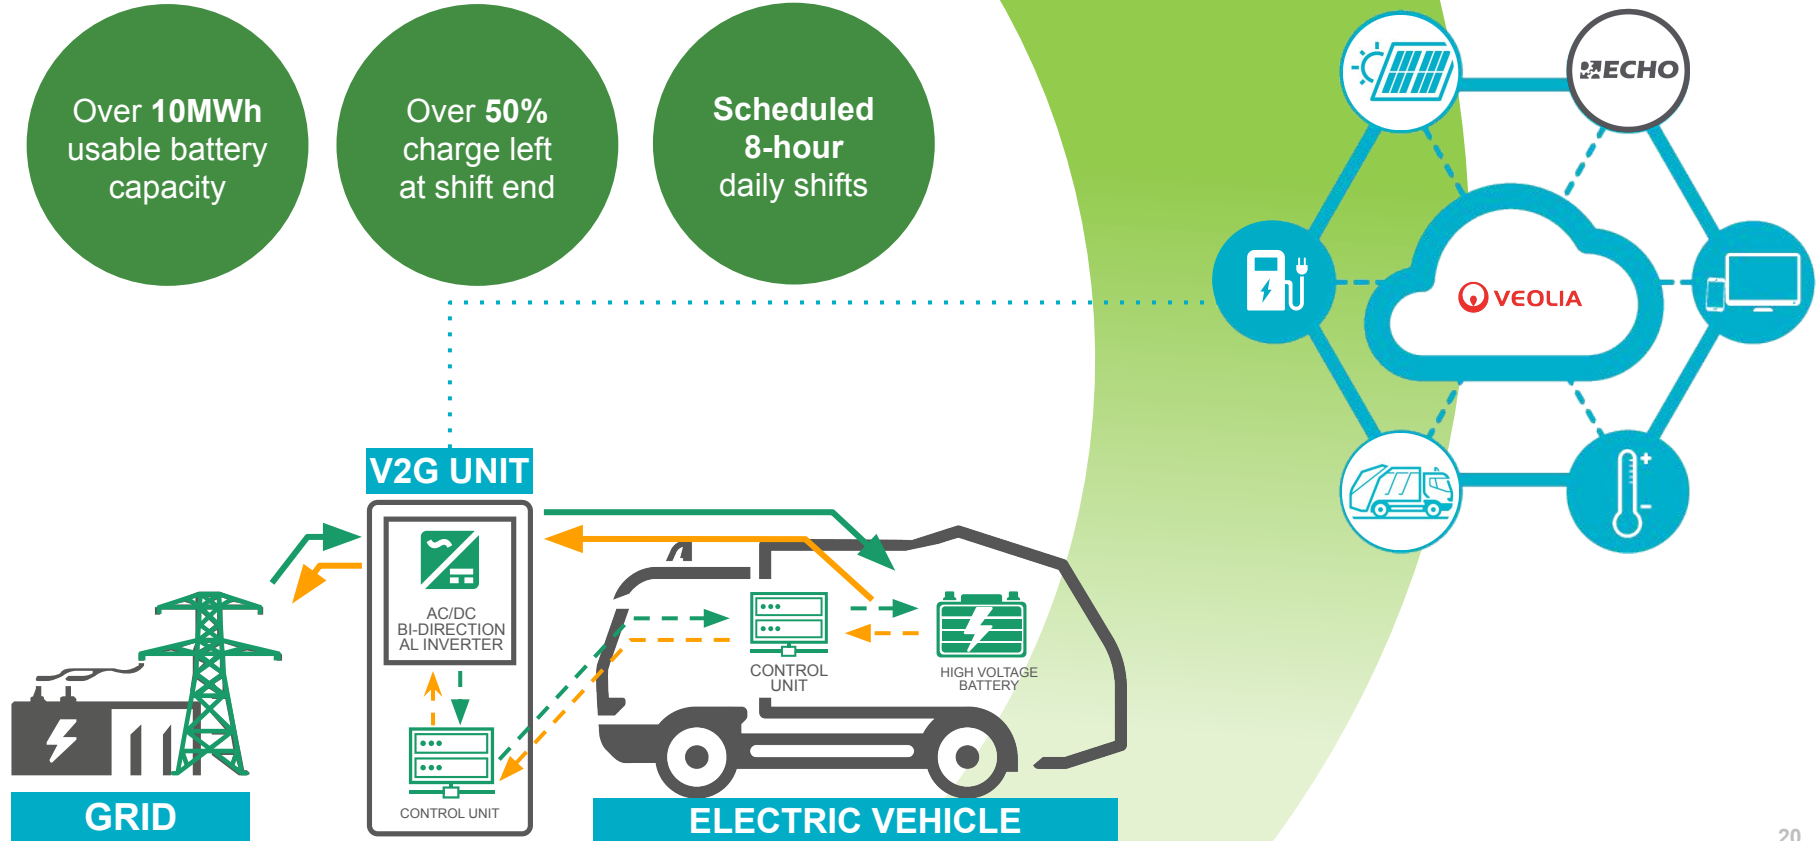 Over 10MWh
usable battery
capacity
Over 50%
charge left
at shift end
Scheduled
8-hour
daily shifts
ECHO
VEOLIA
V2G UNIT
AC/DC
BI-DIRECTION
AL INVERTER
CONTROL UNIT
CONTROL
UNIT
HIGH VOLTAGE
BATTERY
GRID
ELECTRIC VEHICLE
20